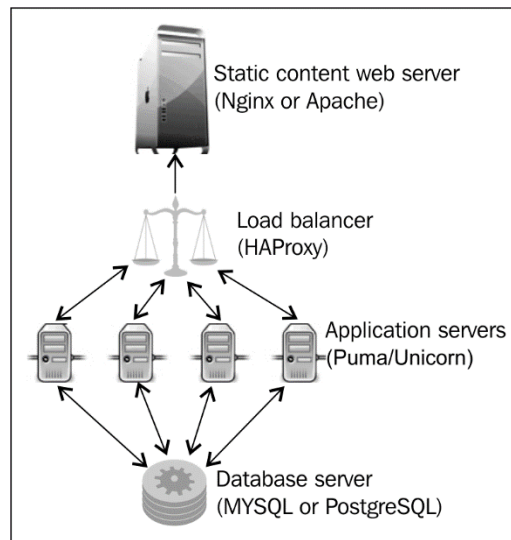 Static content web server
(Nginx or Apache)
Load balancer
(HAProxy)
Application servers
(Puma/Unicorn)
Database server
(MYSQL or PostgreSQL)